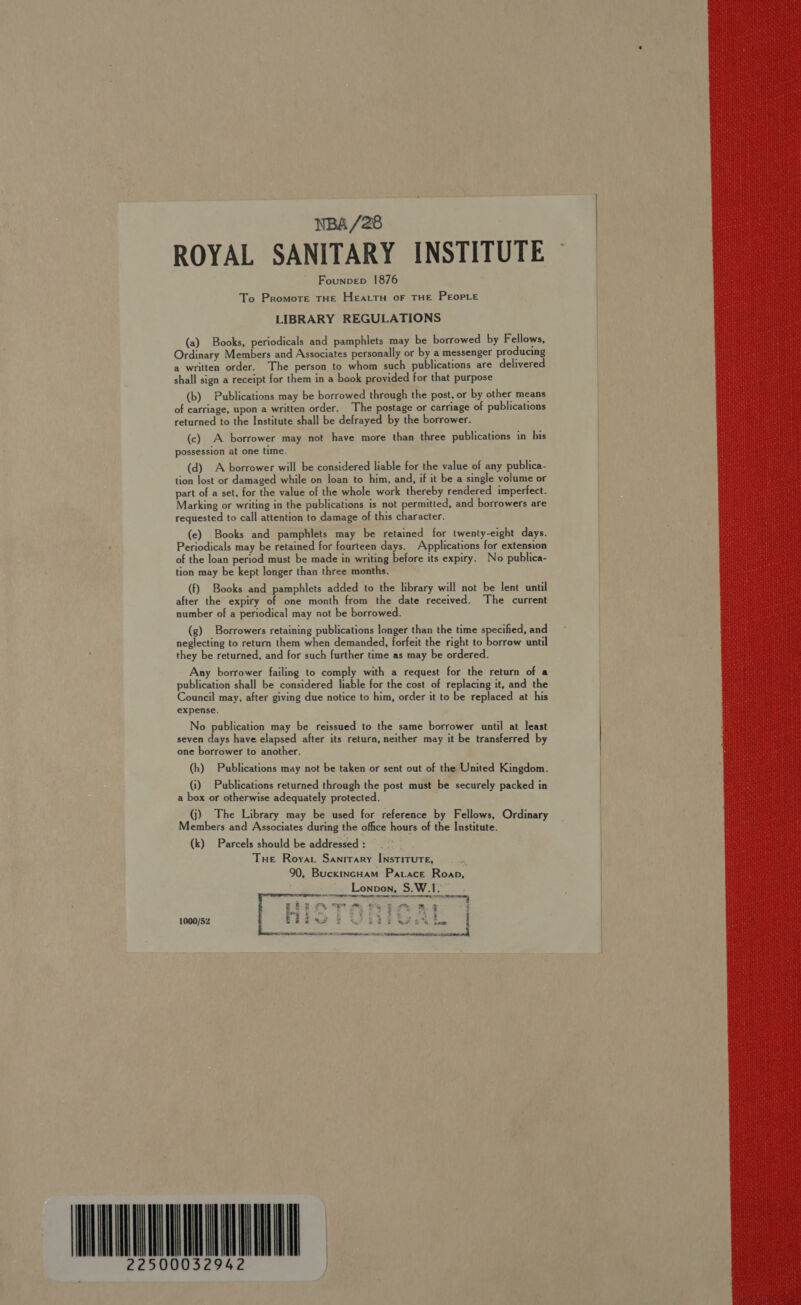 NBA/28
ROYAL SANITARY INSTITUTE
Founded 1876
To Promote the Health of the People
LIBRARY REGULATIONS
(a) Books, periodicals and pamphlets may be borrowed by Fellows,
Ordinary Members and Associates personally or by a messenger producing
a written order. The person to whom such publications are delivered
shall sign a receipt for them in a book provided for that purpose
(b) Publications may be borrowed through the post, or by other means
of carriage, upon a written order. The postage or carriage of publications
returned to the Institute shall be defrayed by the borrower.
(c) A borrower may not have more than three publications in his
possession at one time.
(d) A borrower will be considered liable for the value of any publica-
tion lost or damaged while on loan to him, and, if it be a single volume or
part of a set, for the value of the whole work thereby rendered imperfect.
Marking or writing in the publications is not permitted, and borrowers are
requested to call attention to damage of this character.
(e) Books and pamphlets may be retained for twenty-eight days.
Periodicals may be retained for fourteen days. Applications for extension
of the loan period must be made in writing before its expiry. No publica-
tion may be kept longer than three months.
(f) Books and pamphlets added to the library will not be lent until
after the expiry of one month from the date received. The current
number of a periodical may not be borrowed.
(g) Borrowers retaining publications longer than the time specified, and
neglecting to return them when demanded, forfeit the right to borrow until
they be returned, and for such further time as may be ordered.
Any borrower failing to comply with a request for the return of a
publication shall be considered liable for the cost of replacing it, and the
Council may, after giving due notice to him, order it to be replaced at his
expense.
No publication may be reissued to the same borrower until at least
seven days have elapsed after its return, neither may it be transferred by
one borrower to another.
(h) Publications may not be taken or sent out of the United Kingdom.
(i) Publications returned through the post must be securely packed in
a box or otherwise adequately protected.
(j) The Library may be used for reference by Fellows, Ordinary
Members and Associates during the office hours of the Institute.
(k) Parcels should be addressed :
The Royal Sanitary Institute,
90, Buckingham Palace Road,
London, S.W.1.
HISTORICAL
1000/52
22500032942